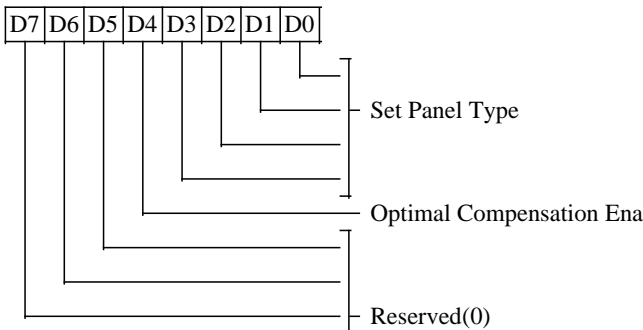 D7 D6 D5 D4 D3 D2 D1 D0
Set Panel Type
Optimal Compensation Ena
Reserved(0)